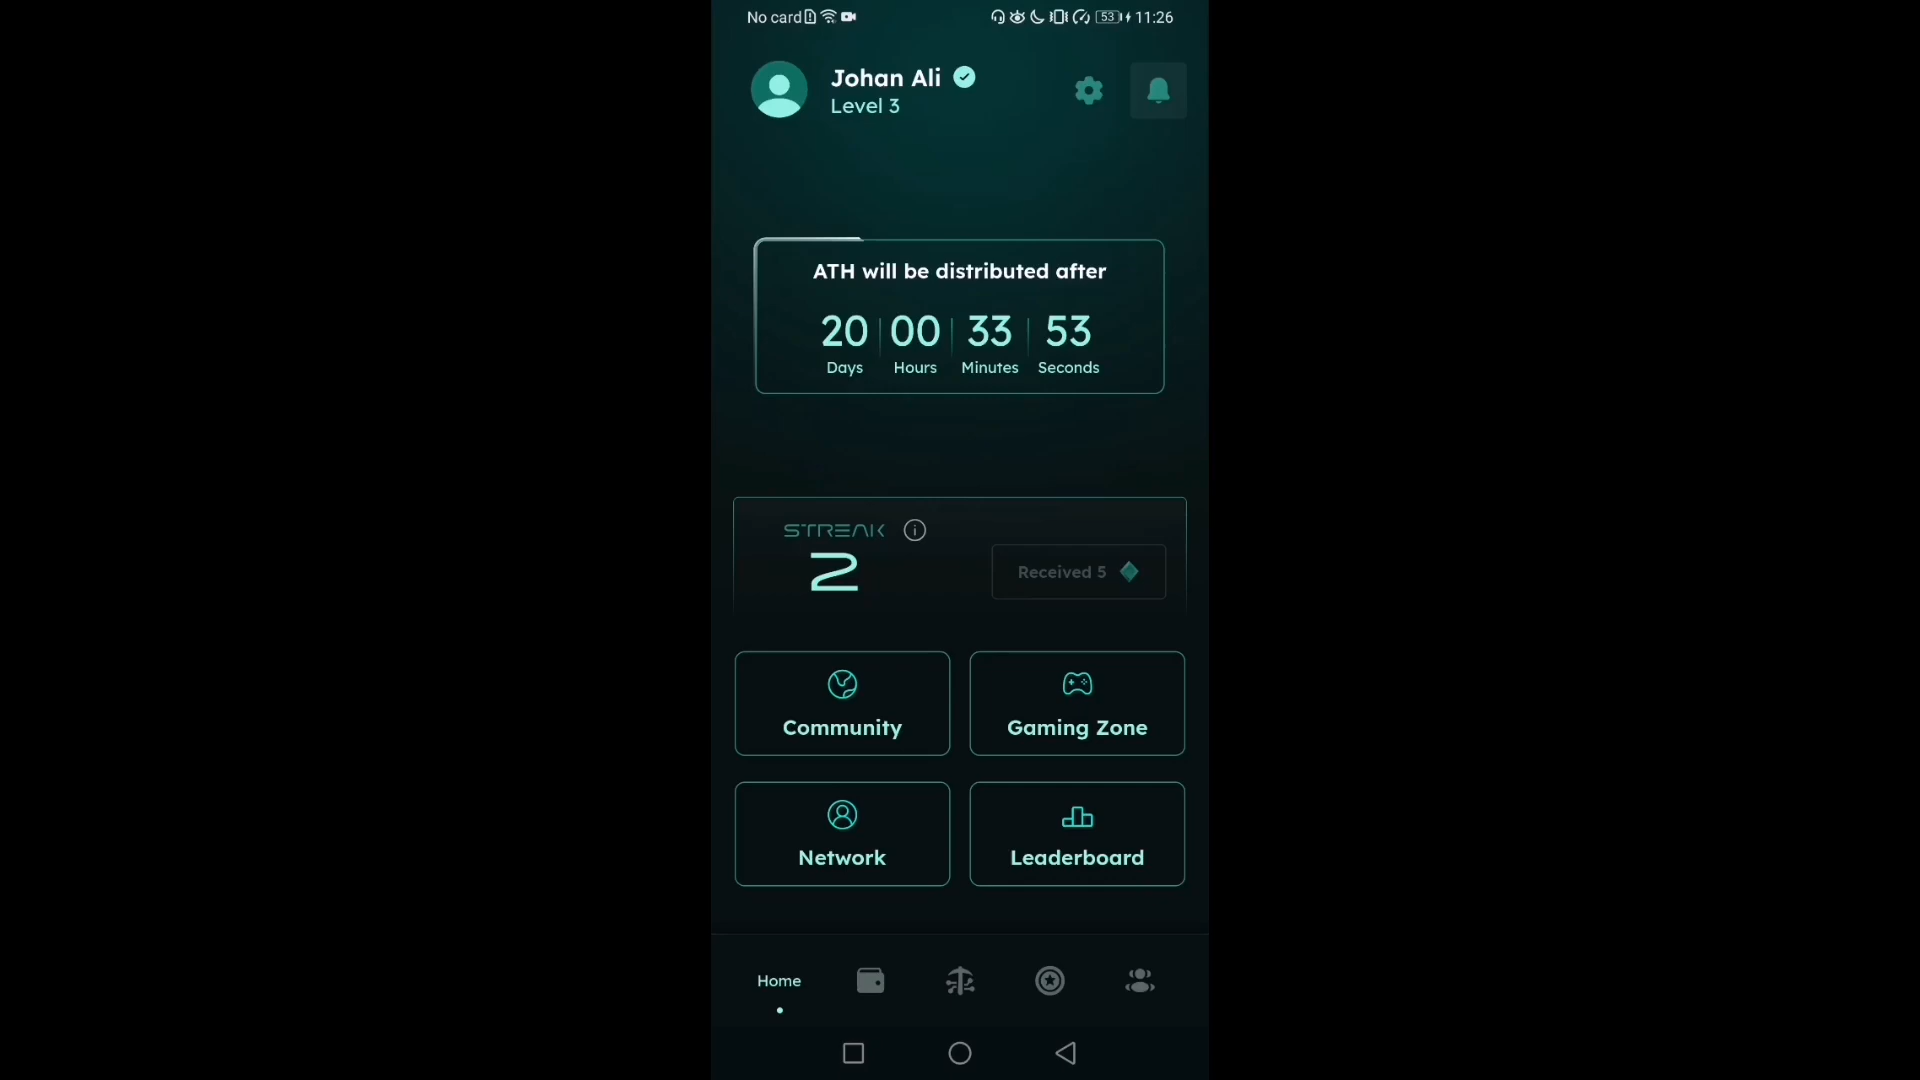 No card 53 11:26
Johan Ali
Level 3
ATH will be distributed after
20 00 33 53
Days Hours Minutes Seconds
STREAK
2
Received 5
Community
Gaming Zone
Network
Leaderboard
Home